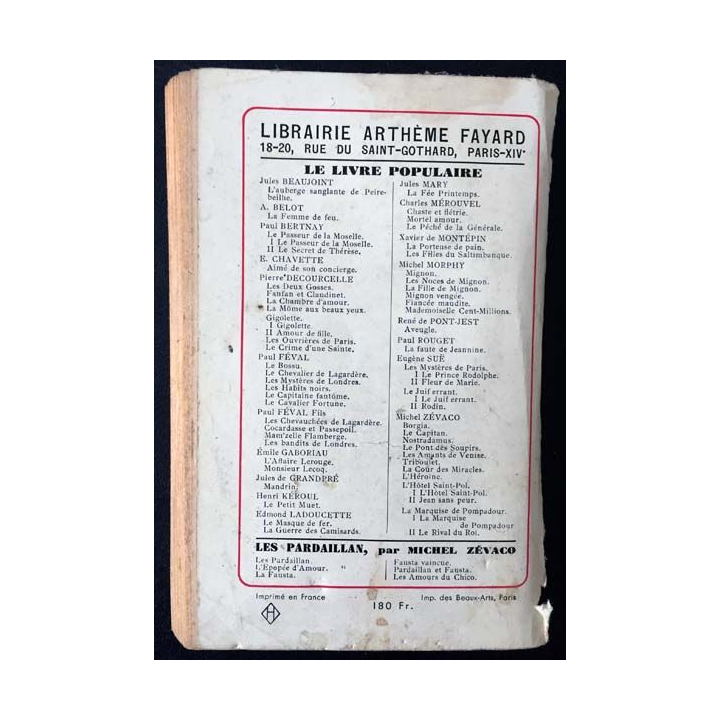 LIBRAIRIE ARTHÈME FAYARD
18-20, RUE DU SAINT-GOTHARD, PARIS-XIVe
LE LIVRE POPULAIRE
Jules BEAUJOINT
L'auberge sanglante de Peire-
beilhe.
A. BELOT
La Femme de feu.
Paul BERTNAY
Le Passeur de la Moselle.
I Le Passeur de la Moselle.
II Le Secret de Thérèse.
E. CHAVETTE
Aimé de son concierge.
Pierre DECOURCELLE
Les Deux Gosses.
Fanfan et Claudinet.
La Chambre d'amour.
La Môme aux beaux yeux.
Gigolette.
I Gigolette.
II Amour de fille.
Les Ouvrières de Paris.
Le Crime d'une Sainte.
Paul FÉVAL
Le Bossu.
Le Chevalier de Lagardère.
Les Mystères de Londres.
Les Habits noirs.
Le Capitaine fantôme.
Le Cavalier Fortune.
Paul FÉVAL Fils
Les Chevauchées de Lagardère.
Cocardasse et Passepoil.
Mam'zelle Flamberge.
Les bandits de Londres.
Émile GABORIAU
L'Affaire Lerouge.
Monsieur Lecoq.
Jules de GRANDPRÉ
Mandrin.
Henri KÉROUL
Le Petit Muet.
Edmond LADOUCETTE
Le Masque de fer.
La Guerre des Camisards.
Jules MARY
La Fée Printemps.
Charles MÉROUVEL
Chaste et flétrie.
Mortel amour.
Le Péché de la Générale.
Xavier de MONTÉPIN
La Porteuse de pain.
Les Filles du Saltimbanque.
Michel MORPHY
Mignon.
Les Noces de Mignon.
La Fille de Mignon.
Mignon vengée.
Fiancée maudite.
Mademoiselle Cent-Millions.
René de PONT-JEST
Aveugle.
Paul ROUGET
La faute de Jeannine.
Eugène SUË
Les Mystères de Paris.
I Le Prince Rodolphe.
II Fleur de Marie.
Le Juif errant.
I Le Juif errant.
II Rodin.
Michel ZÉVACO
Borgia.
Le Capitan.
Nostradamus.
Le Pont des Soupirs.
Les Amants de Venise.
Triboulet.
La Cour des Miracles.
L'Héroïne.
L'Hôtel Saint-Pol.
I L'Hôtel Saint-Pol.
II Jean sans peur.
La Marquise de Pompadour.
I La Marquise
de Pompadour
II Le Rival du Roi.
LES PARDAILLAN, par MICHEL ZÉVACO
Les Pardaillan.
L'Épopée d'Amour.
La Fausta.
Fausta vaincue.
Pardaillan et Fausta.
Les Amours du Chico.
Imprimé en France
Imp. des Beaux-Arts, Paris
180 Fr.